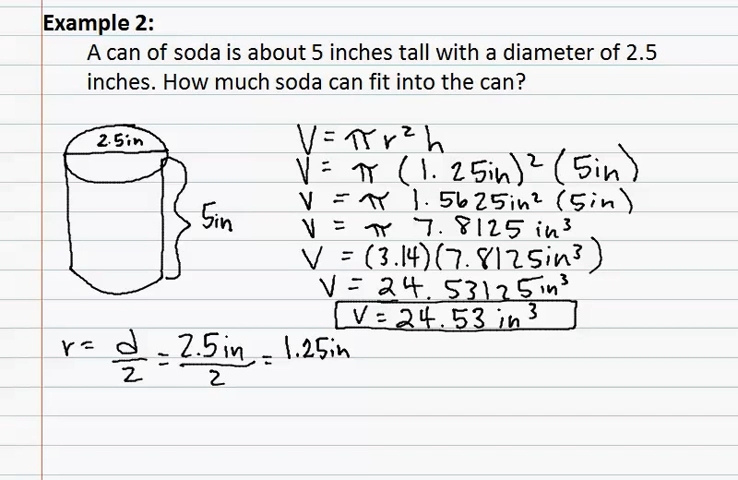 Example 2:
A can of soda is about 5 inches tall with a diameter of 2.5
inches. How much soda can fit into the can?
2.5in
5in
V = π r² h
V = π (1.25in)² (5in)
V = π 1.5625in² (5in)
V = π 7.8125 in³
V = (3.14)(7.8125in³)
V = 24.53125in³
V = 24.53 in³
r = d/2 = 2.5in/2 = 1.25in